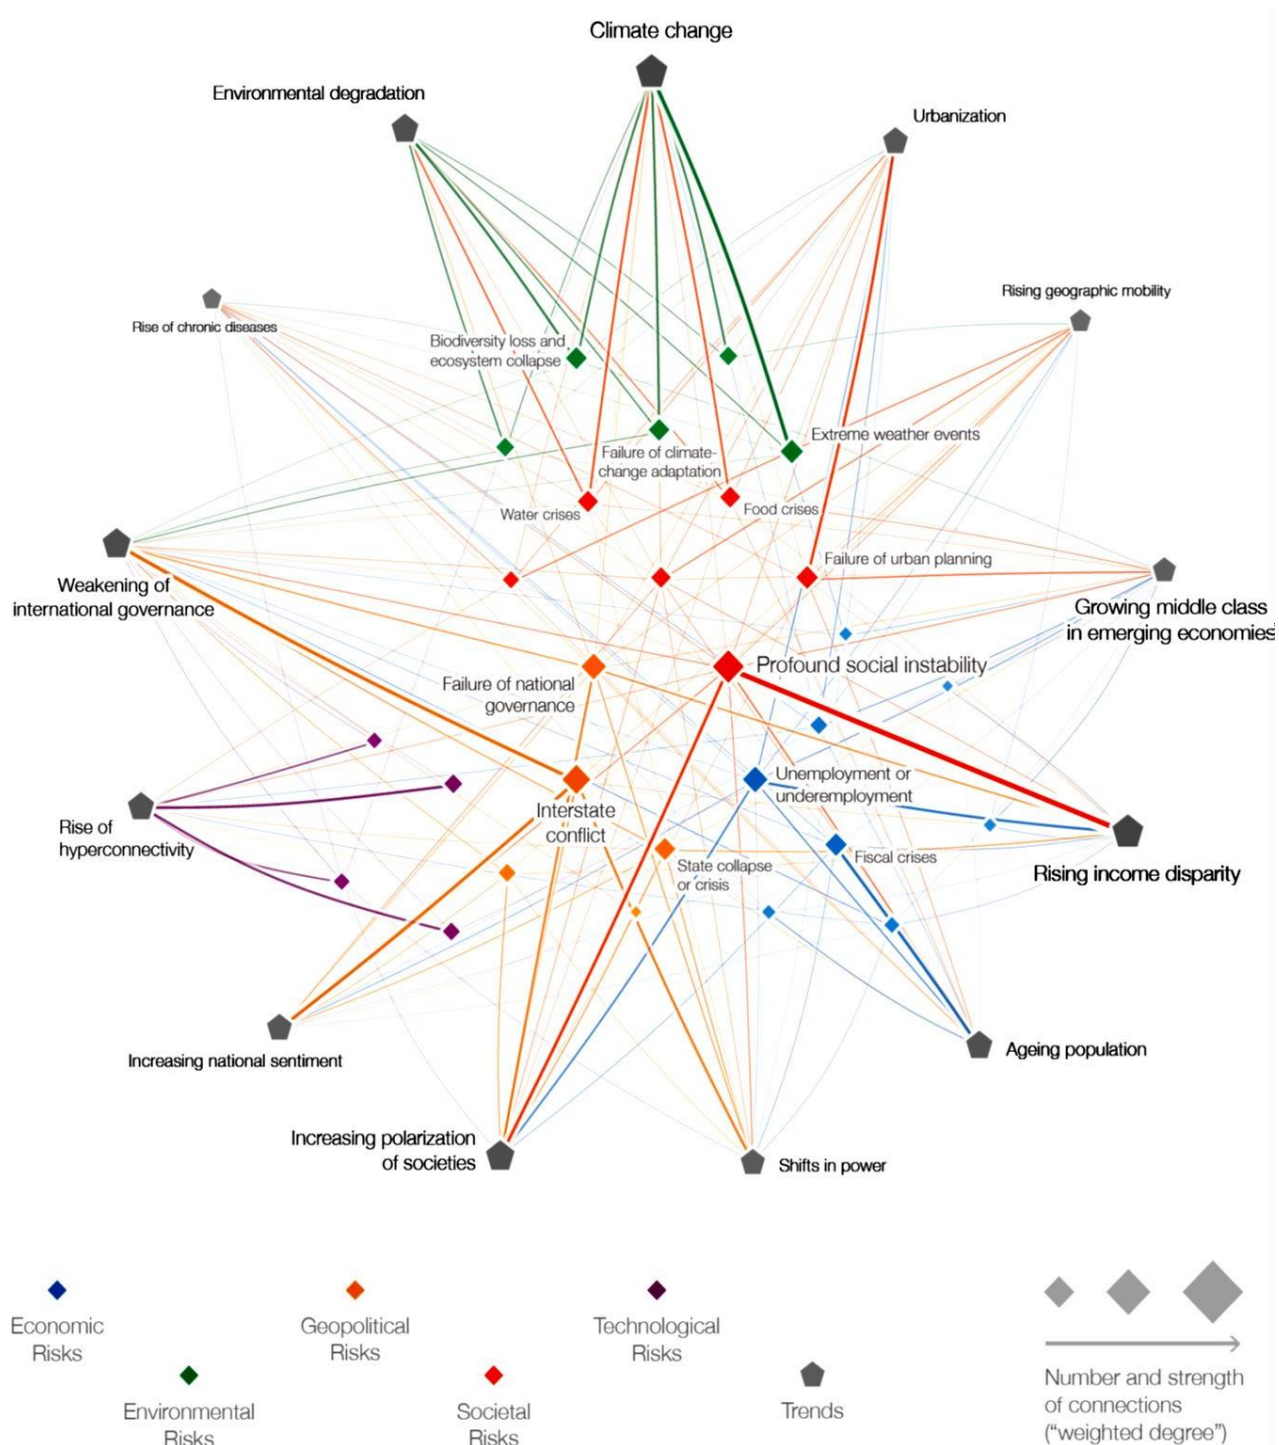 Climate change
Environmental degradation
Urbanization
Rising geographic mobility
Rise of chronic diseases
Biodiversity loss and
ecosystem collapse
Extreme weather events
Failure of climate-
change adaptation
Water crises
Food crises
Weakening of
international governance
Failure of urban planning
Growing middle class
in emerging economies
Profound social instability
Failure of national
governance
Unemployment or
underemployment
Interstate
conflict
Rise of
hyperconnectivity
State collapse
or crisis
Fiscal crises
Rising income disparity
Increasing national sentiment
Ageing population
Increasing polarization
of societies
Shifts in power
Economic
Risks
Geopolitical
Risks
Technological
Risks
Environmental
Risks
Societal
Risks
Trends
Number and strength
of connections
(“weighted degree”)